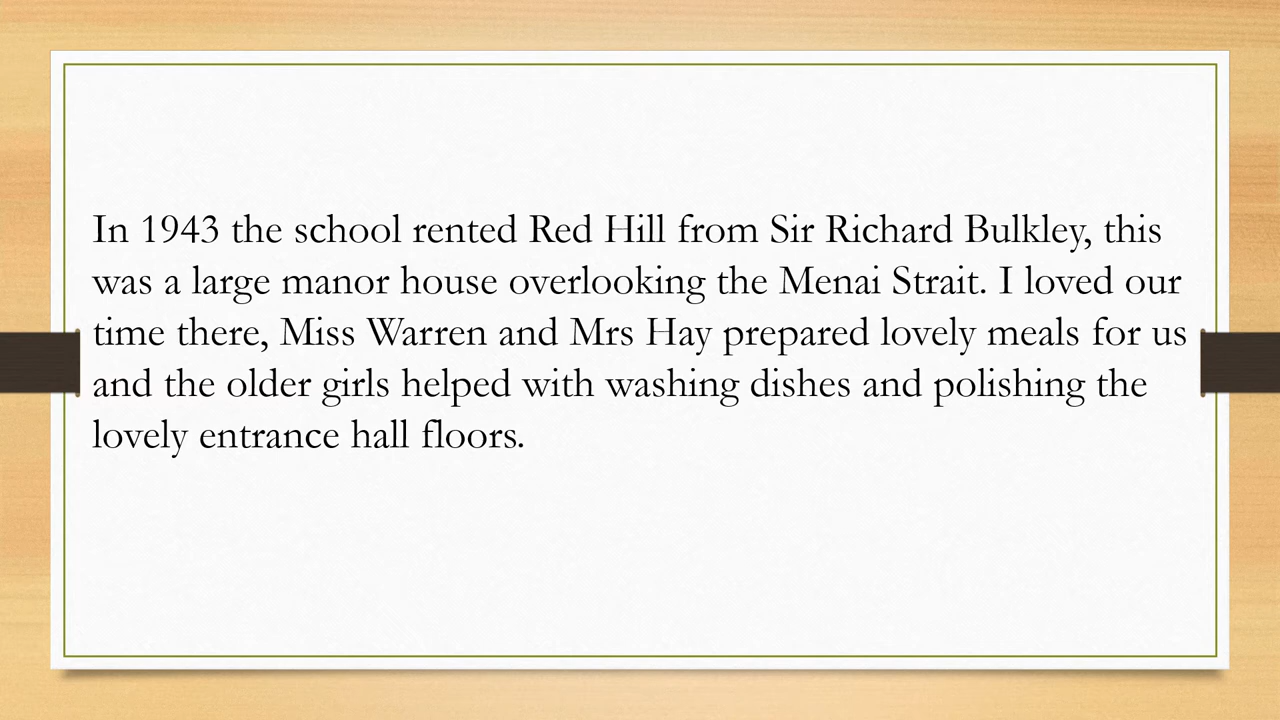 In 1943 the school rented Red Hill from Sir Richard Bulkley, this
was a large manor house overlooking the Menai Strait. I loved our
time there, Miss Warren and Mrs Hay prepared lovely meals for us
and the older girls helped with washing dishes and polishing the
lovely entrance hall floors.